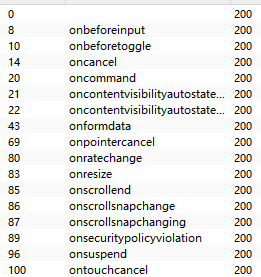 0 200
8 onbeforeinput 200
10 onbeforetoggle 200
14 oncancel 200
20 oncommand 200
21 oncontentvisibilityautostate... 200
22 oncontentvisibilityautostate... 200
43 onformdata 200
69 onpointercancel 200
80 onratechange 200
83 onresize 200
85 onscrollend 200
86 onscrollsnapchange 200
87 onscrollsnapchanging 200
89 onsecuritypolicyviolation 200
96 onsuspend 200
100 ontouchcancel 200